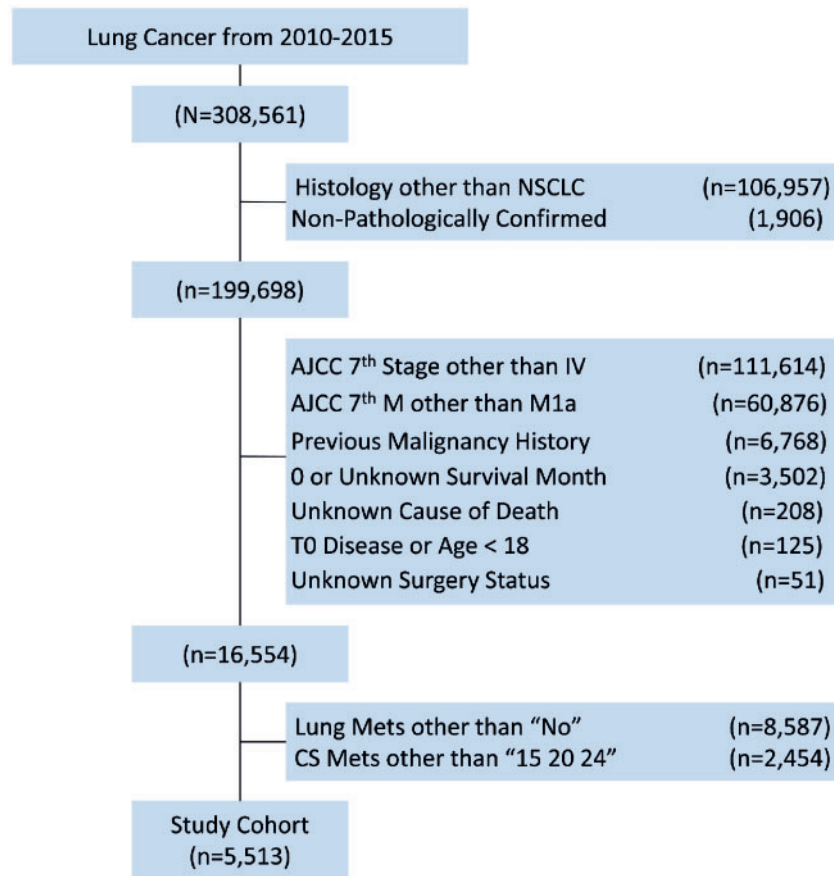 Lung Cancer from 2010-2015
(N=308,561)
Histology other than NSCLC (n=106,957)
Non-Pathologically Confirmed (1,906)
(n=199,698)
AJCC 7th Stage other than IV (n=111,614)
AJCC 7th M other than M1a (n=60,876)
Previous Malignancy History (n=6,768)
0 or Unknown Survival Month (n=3,502)
Unknown Cause of Death (n=208)
T0 Disease or Age < 18 (n=125)
Unknown Surgery Status (n=51)
(n=16,554)
Lung Mets other than “No” (n=8,587)
CS Mets other than “15 20 24” (n=2,454)
Study Cohort
(n=5,513)